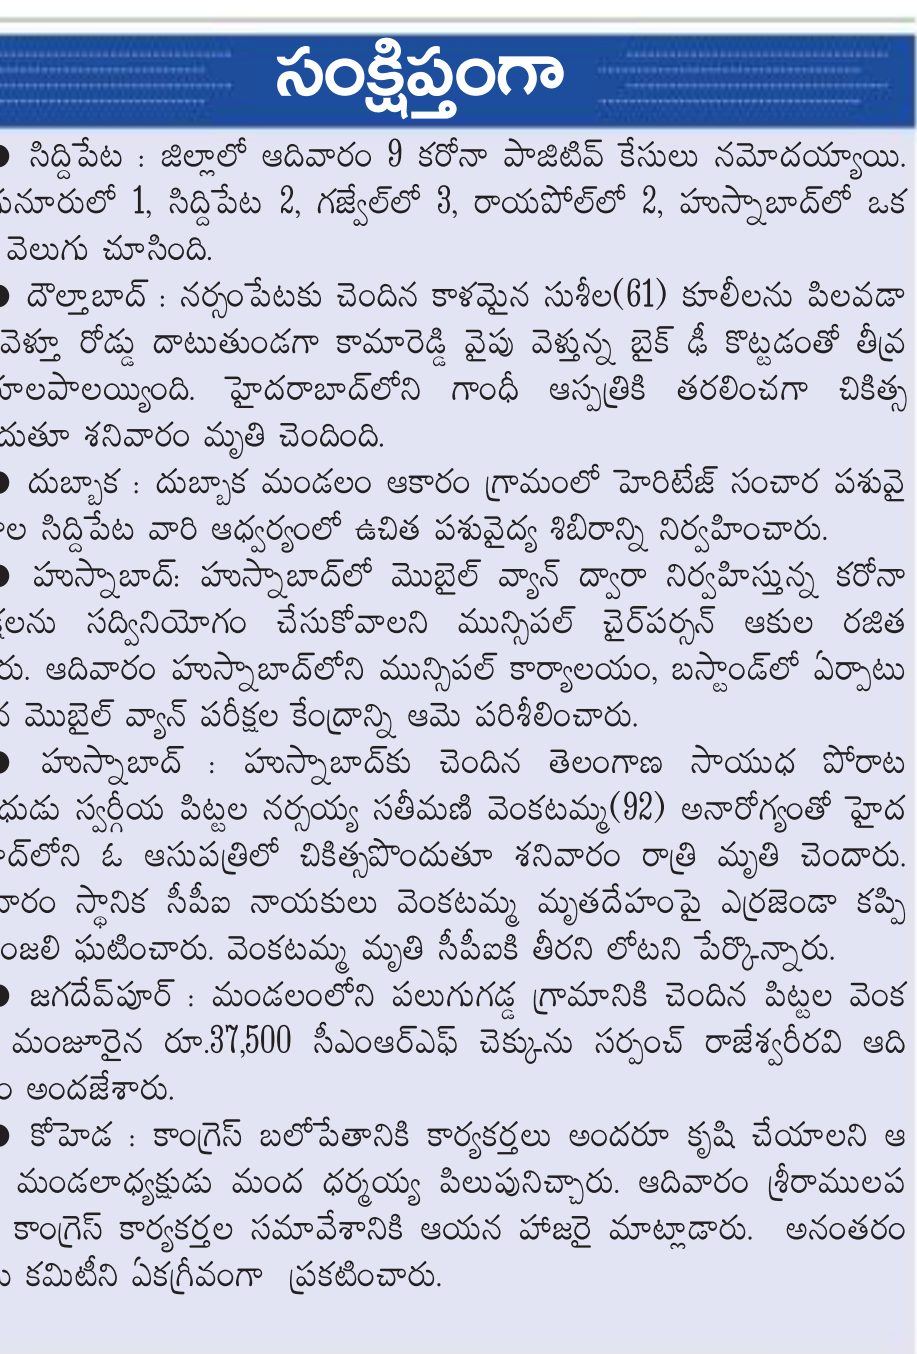 సంక్షిప్తంగా
● సిద్దిపేట : జిల్లాలో ఆదివారం 9 కరోనా పాజిటివ్ కేసులు నమోదయ్యాయి.
1, సిద్దిపేట 2, గజ్వేల్‌లో 3, రాయపోల్‌లో 2, హుస్నాబాద్‌లో ఒక
వెలుగు చూసింది.
● దౌల్తాబాద్ : నర్సంపేటకు చెందిన కాళమైన సుశీల(61) కూలీలను పిలవడా
వెళ్తూ రోడ్డు దాటుతుండగా కామారెడ్డి వైపు వెళ్తున్న బైక్ ఢీ కొట్టడంతో తీవ్ర
హైదరాబాద్‌లోని గాంధీ ఆస్పత్రికి తరలించగా చికిత్స
శనివారం మృతి చెందింది.
● దుబ్బాక : దుబ్బాక మండలం ఆకారం గ్రామంలో హెరిటేజ్ సంచార పశువై
సిద్దిపేట వారి ఆధ్వర్యంలో ఉచిత పశువైద్య శిబిరాన్ని నిర్వహించారు.
● హుస్నాబాద్: హుస్నాబాద్‌లో మొబైల్ వ్యాన్ ద్వారా నిర్వహిస్తున్న కరోనా
సద్వినియోగం చేసుకోవాలని మున్సిపల్ చైర్‌పర్సన్ ఆకుల రజిత
ఆదివారం హుస్నాబాద్‌లోని మున్సిపల్ కార్యాలయం, బస్టాండ్‌లో ఏర్పాటు
మొబైల్ వ్యాన్ పరీక్షల కేంద్రాన్ని ఆమె పరిశీలించారు.
● హుస్నాబాద్ : హుస్నాబాద్‌కు చెందిన తెలంగాణ సాయుధ పోరాట
స్వర్గీయ పిట్టల నర్సయ్య సతీమణి వెంకటమ్మ(92) అనారోగ్యంతో హైద
ఓ ఆసుపత్రిలో చికిత్సపొందుతూ శనివారం రాత్రి మృతి చెందారు.
స్థానిక సీపీఐ నాయకులు వెంకటమ్మ మృతదేహంపై ఎర్రజెండా కప్పి
ఘటించారు. వెంకటమ్మ మృతి సీపీఐకి తీరని లోటని పేర్కొన్నారు.
● జగదేవ్‌పూర్ : మండలంలోని పలుగుగడ్డ గ్రామానికి చెందిన పిట్టల వెంక
మంజూరైన రూ.37,500 సీఎంఆర్ఎఫ్ చెక్కును సర్పంచ్ రాజేశ్వరీరవి ఆది
అందజేశారు.
● కోహెడ : కాంగ్రెస్ బలోపేతానికి కార్యకర్తలు అందరూ కృషి చేయాలని ఆ
మండలాధ్యక్షుడు మంద ధర్మయ్య పిలుపునిచ్చారు. ఆదివారం శ్రీరాములప
కాంగ్రెస్ కార్యకర్తల సమావేశానికి ఆయన హాజరై మాట్లాడారు. అనంతరం
కమిటీని ఏకగ్రీవంగా ప్రకటించారు.